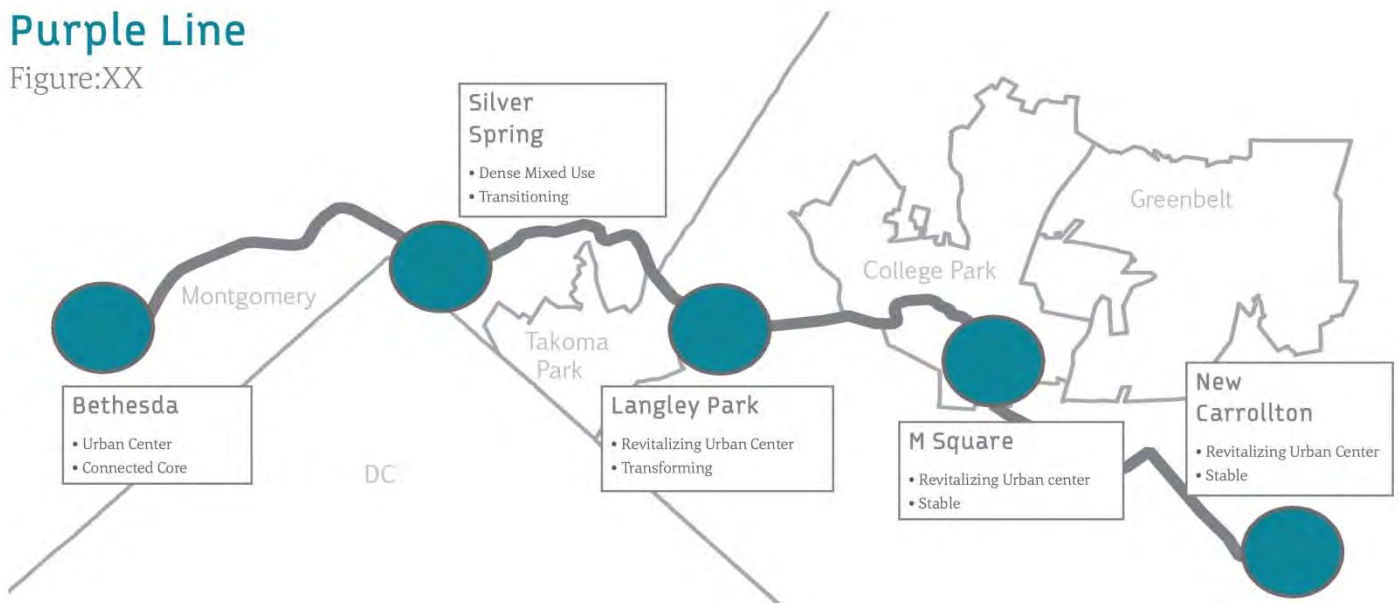 Purple Line
Figure:XX
Silver
Spring
• Dense Mixed Use
• Transitioning
Greenbelt
College Park
Montgomery
Takoma
Park
Bethesda
• Urban Center
• Connected Core
Langley Park
• Revitalizing Urban Center
• Transforming
New
Carrollton
• Revitalizing Urban Center
• Stable
M Square
• Revitalizing Urban center
• Stable
DC